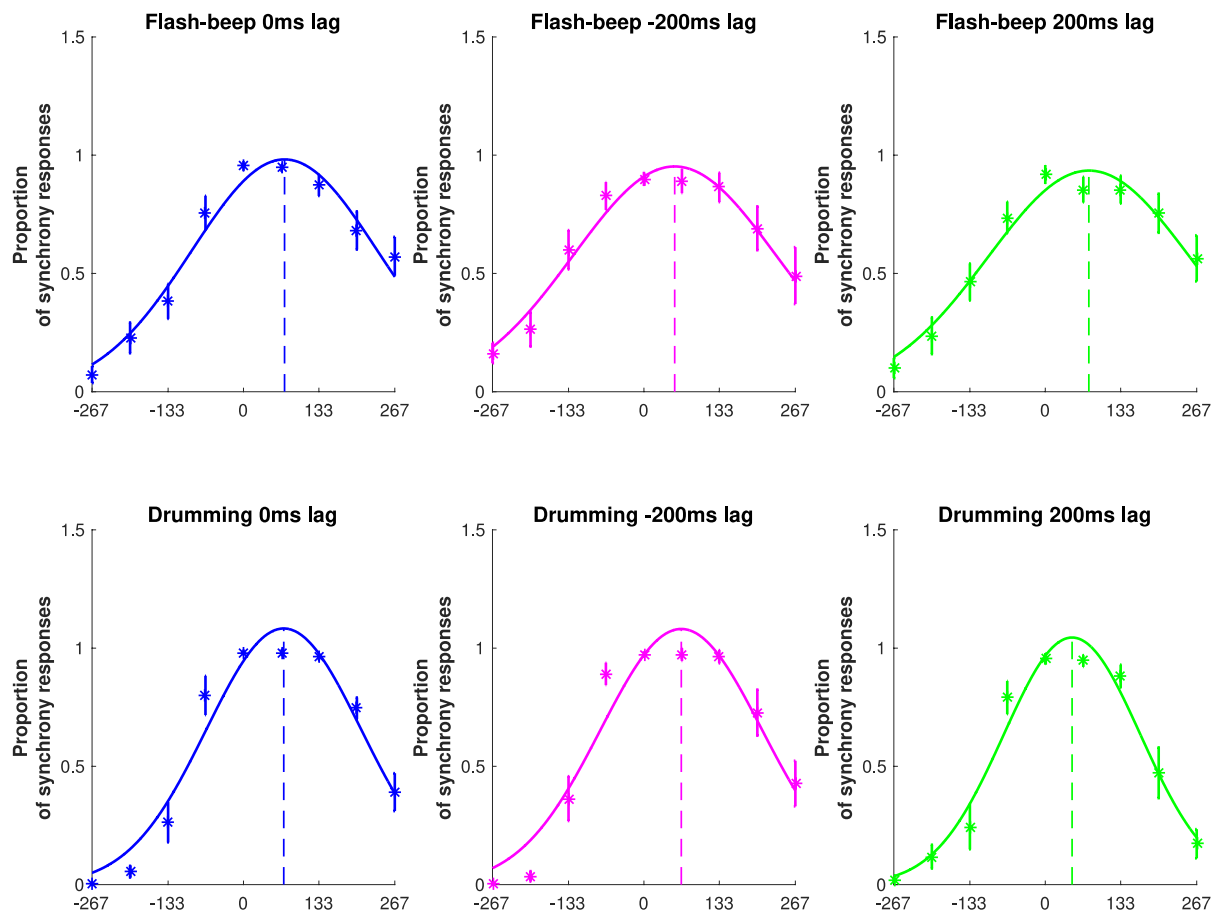 Flash-beep 0ms lag
Flash-beep -200ms lag
Flash-beep 200ms lag
1.5
1
0.5
0
Proportion
of synchrony responses
-267 -133 0 133 267
1.5
1
0.5
0
Proportion
of synchrony responses
-267 -133 0 133 267
1.5
1
0.5
0
Proportion
of synchrony responses
-267 -133 0 133 267
Drumming 0ms lag
Drumming -200ms lag
Drumming 200ms lag
1.5
1
0.5
0
Proportion
of synchrony responses
-267 -133 0 133 267
1.5
1
0.5
0
Proportion
of synchrony responses
-267 -133 0 133 267
1.5
1
0.5
0
Proportion
of synchrony responses
-267 -133 0 133 267